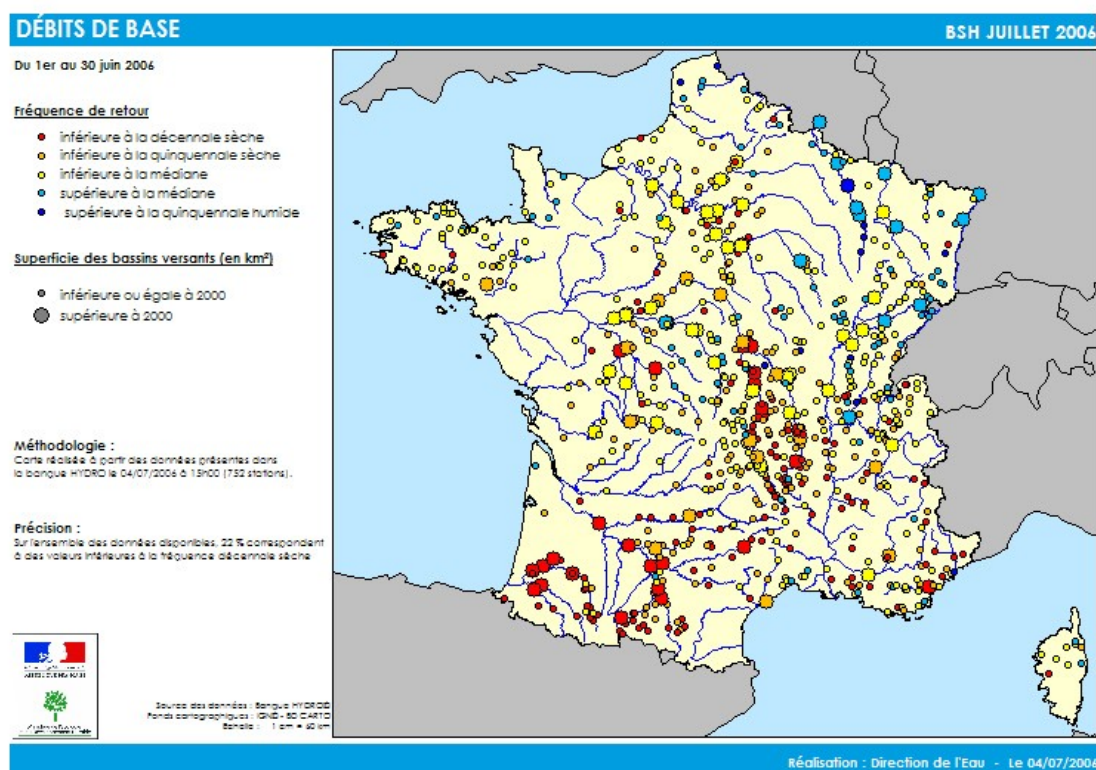 DÉBITS DE BASE
BSH JUILLET 2006
Du 1er au 30 juin 2006
Fréquence de retour
inférieure à la décennale sèche
inférieure à la quinquennale sèche
inférieure à la médiane
supérieure à la médiane
supérieure à la quinquennale humide
Superficie des bassins versants (en km²)
inférieure ou égale à 2000
supérieure à 2000
Méthodologie :
Carte réalisée à partir des données présentes dans
la banque HYDRO le 04/07/2006 à 15h00 (752 stations).
Précision :
Sur l'ensemble des données disponibles, 22 % correspondent
à des valeurs inférieures à la fréquence décennale sèche
Source des données : Banque HYDRO
Fonds cartographiques : IGN© - BD CARTO
Echelle : 1 cm = 60 km
Réalisation : Direction de l'Eau - Le 04/07/2006